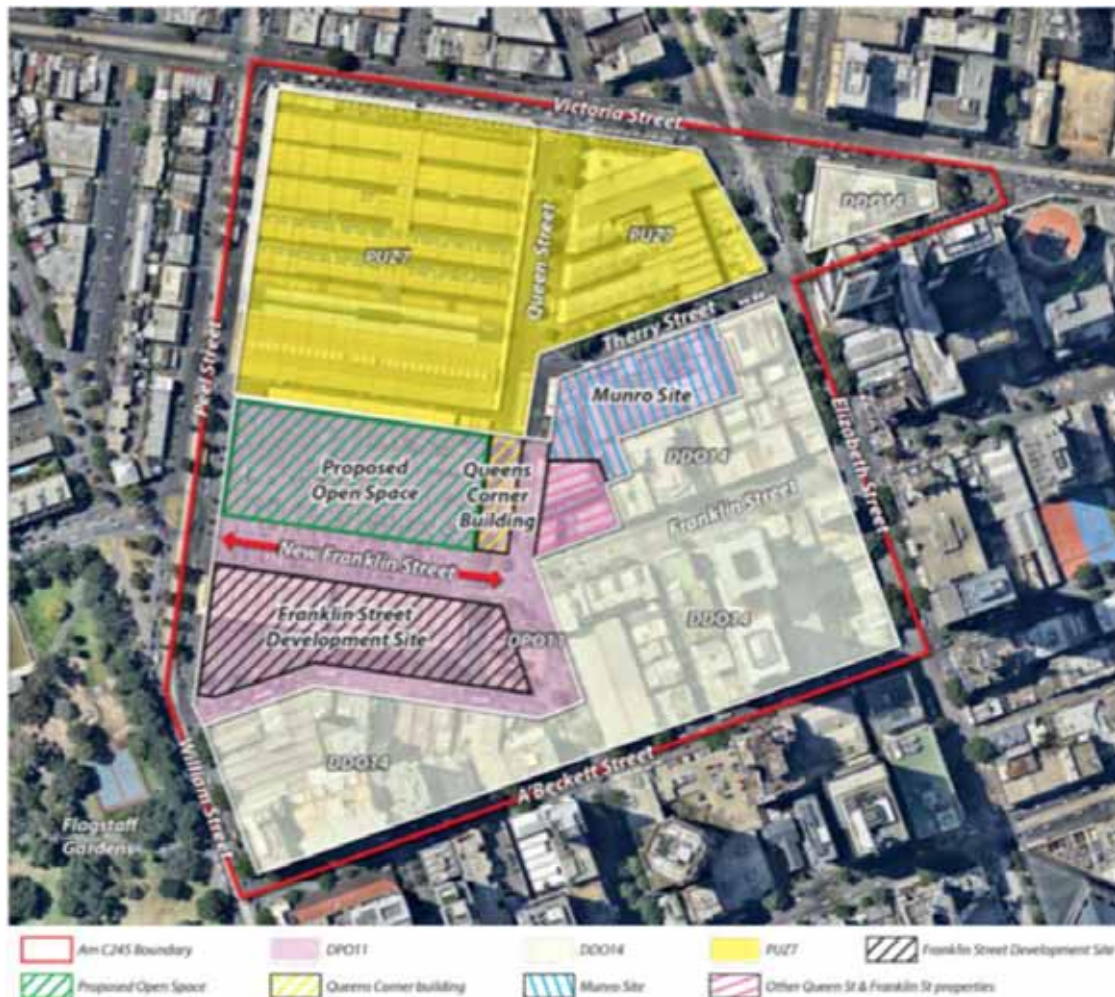 Victoria Street
DDO14
PUZ7
Queen Street
PUZ7
Therry Street
Peel Street
Munro Site
Elizabeth Street
DDO14
Proposed
Open Space
Queens
Corner
Building
Franklin Street
New Franklin Street
Franklin Street
Development Site
DPO11
DDO14
DDO14
A'Beckett Street
William Street
Flagstaff
Gardens
Am C245 Boundary
DPO11
DDO14
PUZ7
Franklin Street Development Site
Proposed Open Space
Queens Corner building
Munro Site
Other Queen St & Franklin St properties